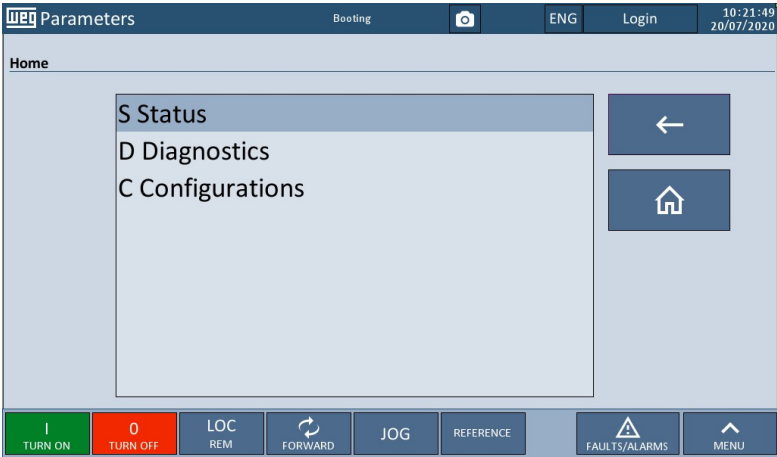 WEG Parameters Booting ENG Login 10:21:49
20/07/2020
Home
S Status
D Diagnostics
C Configurations
I
TURN ON
0
TURN OFF
LOC
REM
FORWARD
JOG
REFERENCE
FAULTS/ALARMS
MENU